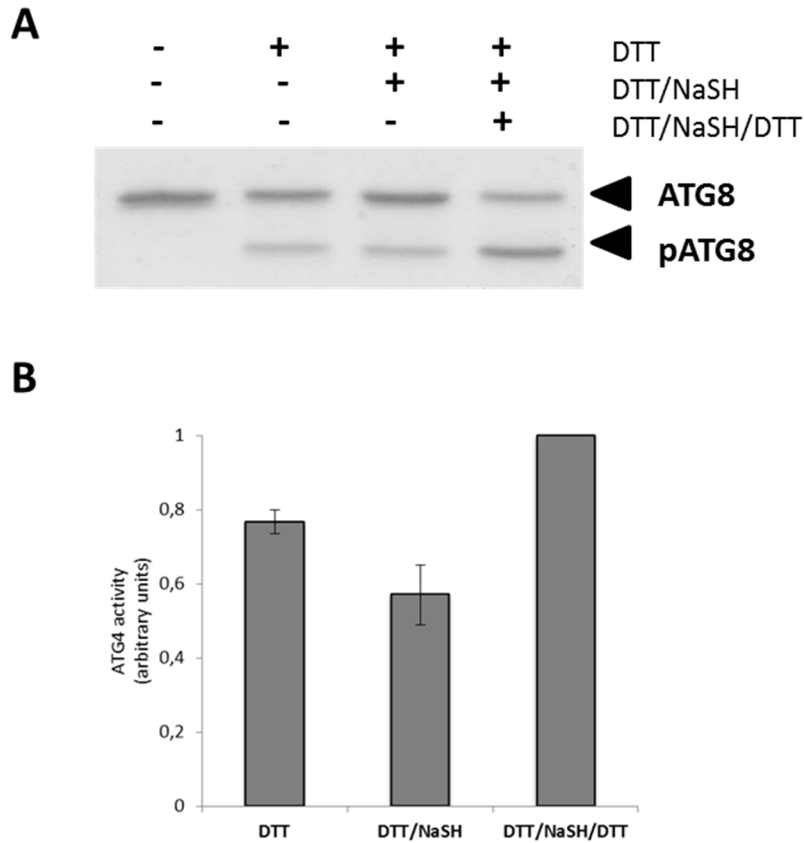 A
- + + + DTT
- - + + DTT/NaSH
- - - + DTT/NaSH/DTT
ATG8
pATG8
B
ATG4 activity
(arbitrary units)
1
0,8
0,6
0,4
0,2
0
DTT DTT/NaSH DTT/NaSH/DTT